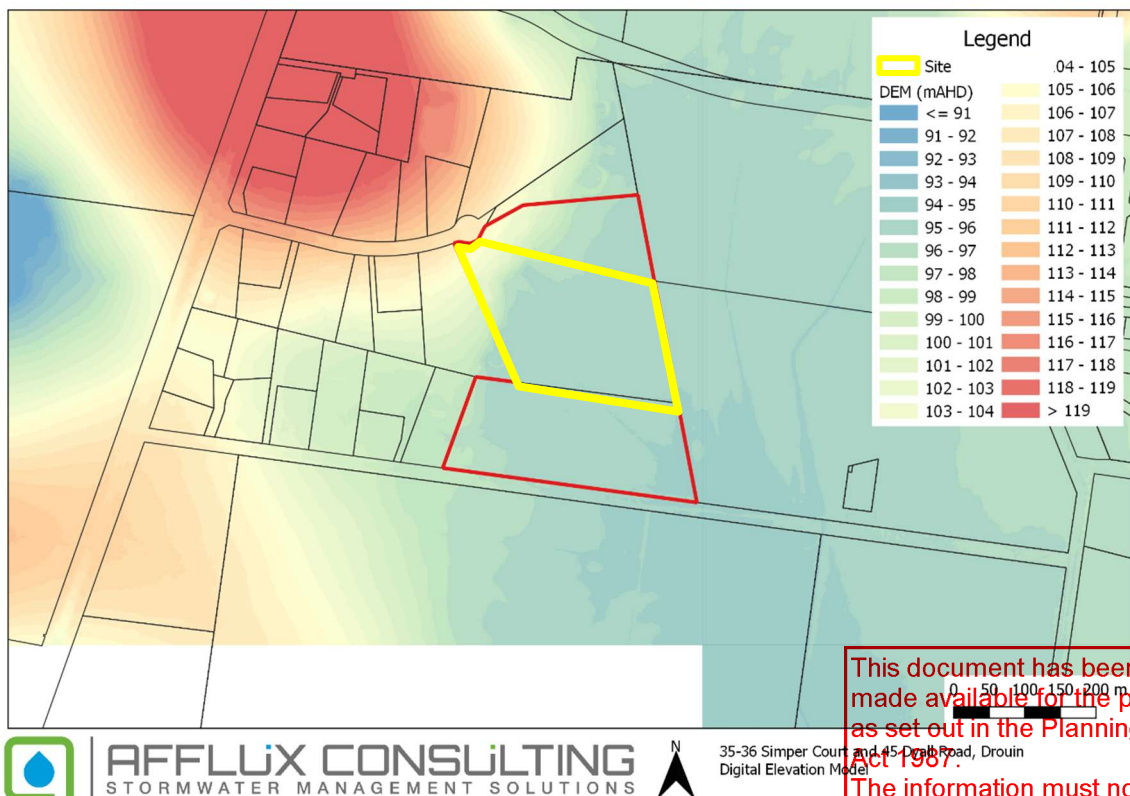 Legend
Site
DEM (mAHD)
<= 91
91 - 92
92 - 93
93 - 94
94 - 95
95 - 96
96 - 97
97 - 98
98 - 99
99 - 100
100 - 101
101 - 102
102 - 103
103 - 104
.04 - 105
105 - 106
106 - 107
107 - 108
108 - 109
109 - 110
110 - 111
111 - 112
112 - 113
113 - 114
114 - 115
115 - 116
116 - 117
117 - 118
118 - 119
> 119
0 50 100 150 200 m
This document has been
made available for the p
as set out in the Planning
Act 1987.
The information must no
AFFLUX CONSULTING
STORMWATER MANAGEMENT SOLUTIONS
N
35-36 Simper Court and 45 Dyall Road, Drouin
Digital Elevation Model